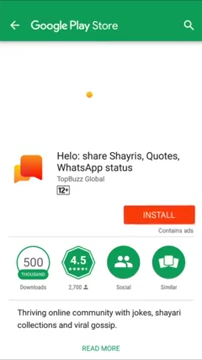 Google Play Store
Helo: share Shayris, Quotes,
WhatsApp status
TopBuzz Global
12+
INSTALL
Contains ads
500
THOUSAND
Downloads
4.5
2,700
Social
Similar
Thriving online community with jokes, shayari
collections and viral gossip.
READ MORE